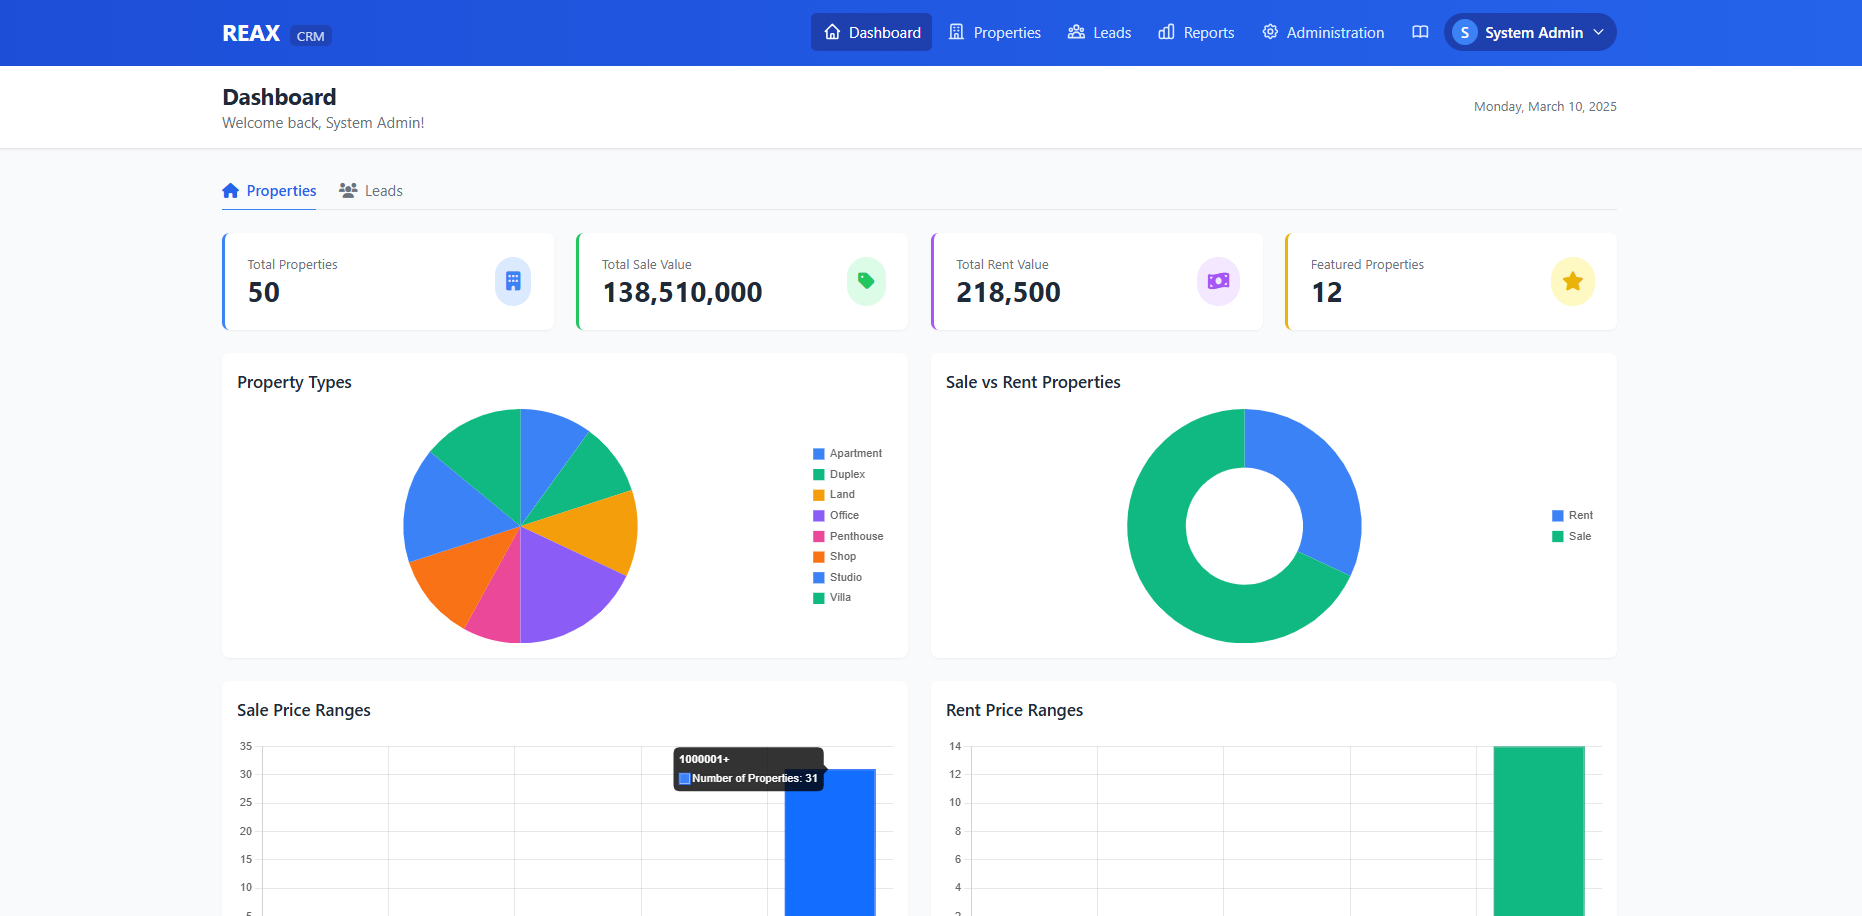 REAX CRM
Dashboard
Properties
Leads
Reports
Administration
S System Admin
Dashboard
Welcome back, System Admin!
Monday, March 10, 2025
Properties
Leads
Total Properties
50
Total Sale Value
138,510,000
Total Rent Value
218,500
Featured Properties
12
Property Types
Apartment
Duplex
Land
Office
Penthouse
Shop
Studio
Villa
Sale vs Rent Properties
Rent
Sale
Sale Price Ranges
35
30
25
20
15
10
5
1000001+
Number of Properties: 31
Rent Price Ranges
14
12
10
8
6
4
2